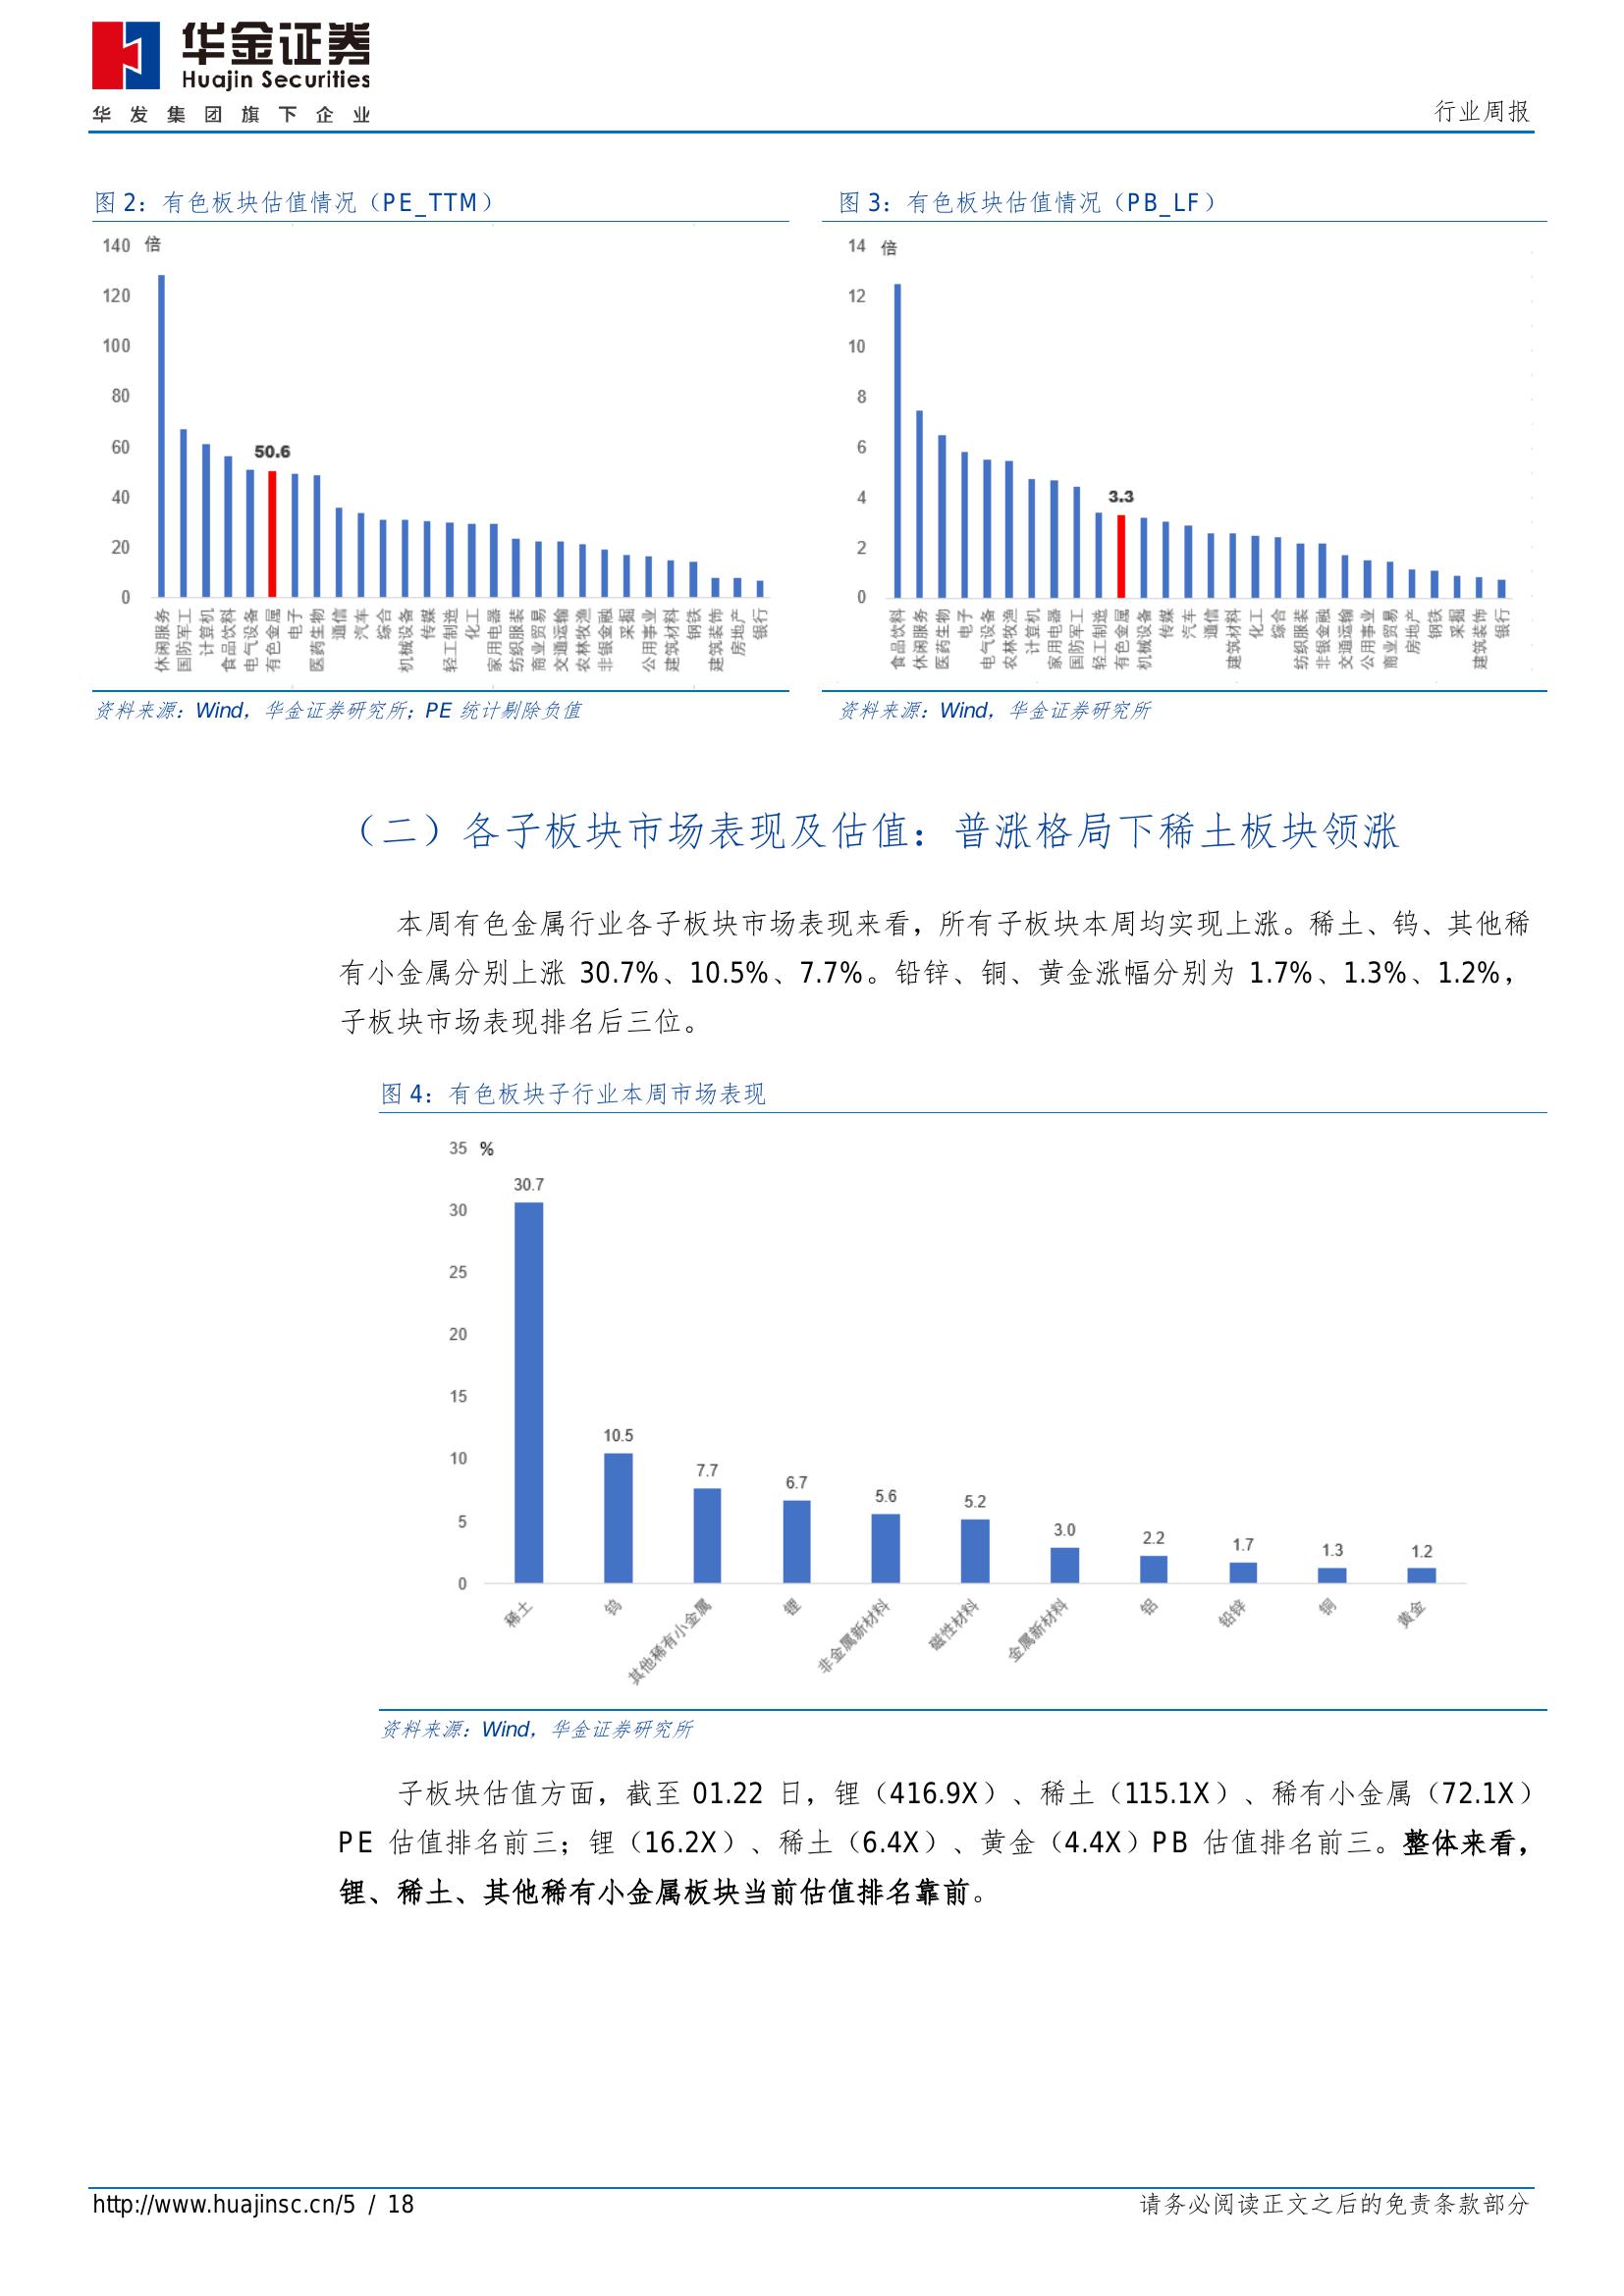 华金证券
Huajin Securities
华发集团旗下企业
行业周报
图 2：有色板块估值情况（PE_TTM）
140 倍
120
100
80
60
40
20
0
50.6
休闲服务 国防军工 计算机 食品饮料 电气设备 有色金属 电子 医药生物 通信 汽车 综合 机械设备 传媒 轻工制造 化工 家用电器 纺织服装 商业贸易 交通运输 农林牧渔 非银金融 采掘 公用事业 建筑材料 钢铁 建筑装饰 房地产 银行
资料来源：Wind，华金证券研究所；PE 统计剔除负值
图 3：有色板块估值情况（PB_LF）
14 倍
12
10
8
6
4
2
0
3.3
食品饮料 休闲服务 医药生物 电子 电气设备 农林牧渔 计算机 家用电器 国防军工 轻工制造 有色金属 机械设备 传媒 汽车 通信 建筑材料 化工 综合 纺织服装 非银金融 交通运输 公用事业 商业贸易 房地产 钢铁 采掘 建筑装饰 银行
资料来源：Wind，华金证券研究所
（二）各子板块市场表现及估值：普涨格局下稀土板块领涨
本周有色金属行业各子板块市场表现来看，所有子板块本周均实现上涨。稀土、钨、其他稀
有小金属分别上涨 30.7%、10.5%、7.7%。铅锌、铜、黄金涨幅分别为 1.7%、1.3%、1.2%，
子板块市场表现排名后三位。
图 4：有色板块子行业本周市场表现
35 %
30
25
20
15
10
5
0
30.7 10.5 7.7 6.7 5.6 5.2 3.0 2.2 1.7 1.3 1.2
稀土 钨 其他稀有小金属 锂 非金属新材料 磁性材料 金属新材料 铝 铅锌 铜 黄金
资料来源：Wind，华金证券研究所
子板块估值方面，截至 01.22 日，锂（416.9X）、稀土（115.1X）、稀有小金属（72.1X）
PE 估值排名前三；锂（16.2X）、稀土（6.4X）、黄金（4.4X）PB 估值排名前三。整体来看，
锂、稀土、其他稀有小金属板块当前估值排名靠前。
http://www.huajinsc.cn/5 / 18
请务必阅读正文之后的免责条款部分